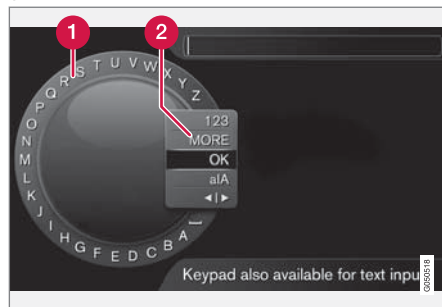 1
2
A B C D E F G H I J K L M N O P Q R S T U V W X Y Z
123
MORE
OK
a|A
◄|►
Keypad also available for text inpu
G050518